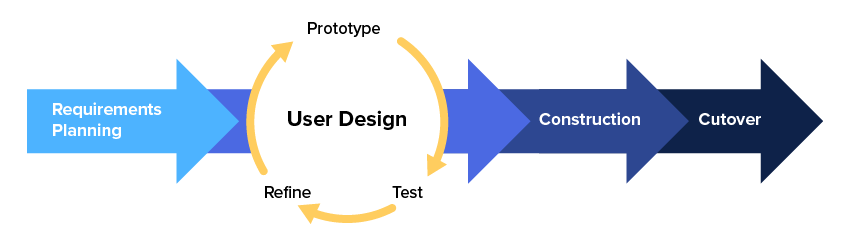 Prototype
Requirements
Planning
User Design
Construction
Cutover
Refine
Test